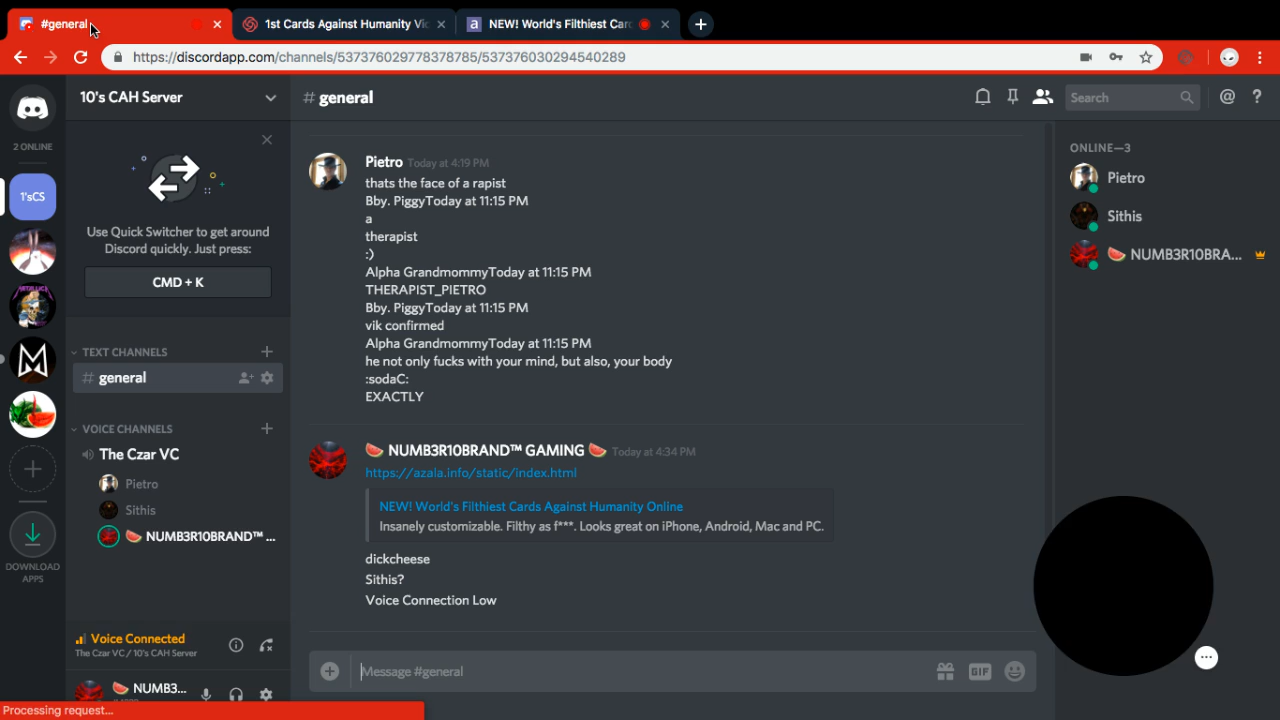 #general
1st Cards Against Humanity Vic
NEW! World's Filthiest Card
https://discordapp.com/channels/537376029778378785/537376030294540289
10's CAH Server
# general
Search
2 ONLINE
1'sCS
Use Quick Switcher to get around
Discord quickly. Just press:
CMD + K
TEXT CHANNELS
# general
VOICE CHANNELS
The Czar VC
Pietro
Sithis
NUMB3R10BRAND™ ...
DOWNLOAD
APPS
Voice Connected
The Czar VC / 10's CAH Server
NUMB3...
Processing request...
Pietro Today at 4:19 PM
thats the face of a rapist
Bby. PiggyToday at 11:15 PM
a
therapist
:)
Alpha GrandmommyToday at 11:15 PM
THERAPIST_PIETRO
Bby. PiggyToday at 11:15 PM
vik confirmed
Alpha GrandmommyToday at 11:15 PM
he not only fucks with your mind, but also, your body
:sodaC:
EXACTLY
🍉 NUMB3R10BRAND™ GAMING 🍉 Today at 4:34 PM
https://azala.info/static/index.html
NEW! World's Filthiest Cards Against Humanity Online
Insanely customizable. Filthy as f***. Looks great on iPhone, Android, Mac and PC.
dickcheese
Sithis?
Voice Connection Low
Message #general
GIF
ONLINE—3
Pietro
Sithis
🍉 NUMB3R10BRA...